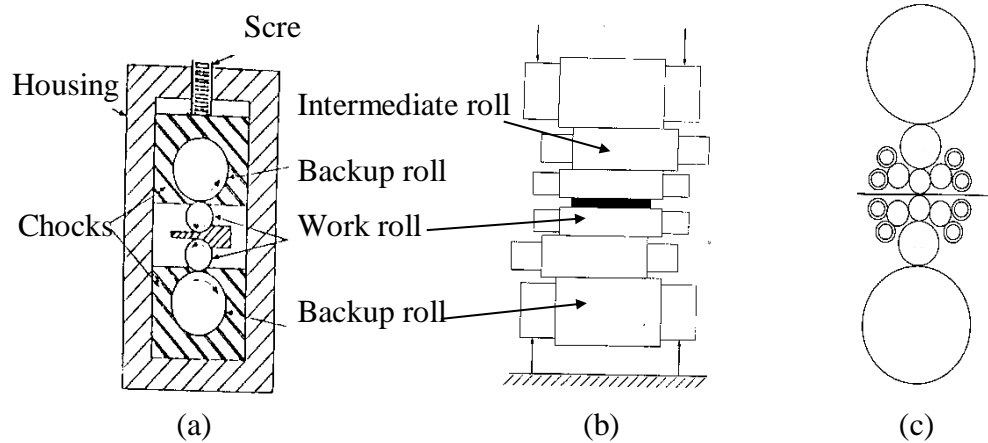 Scre
Housing
Intermediate roll
Backup roll
Chocks
Work roll
Backup roll
(a)
(b)
(c)